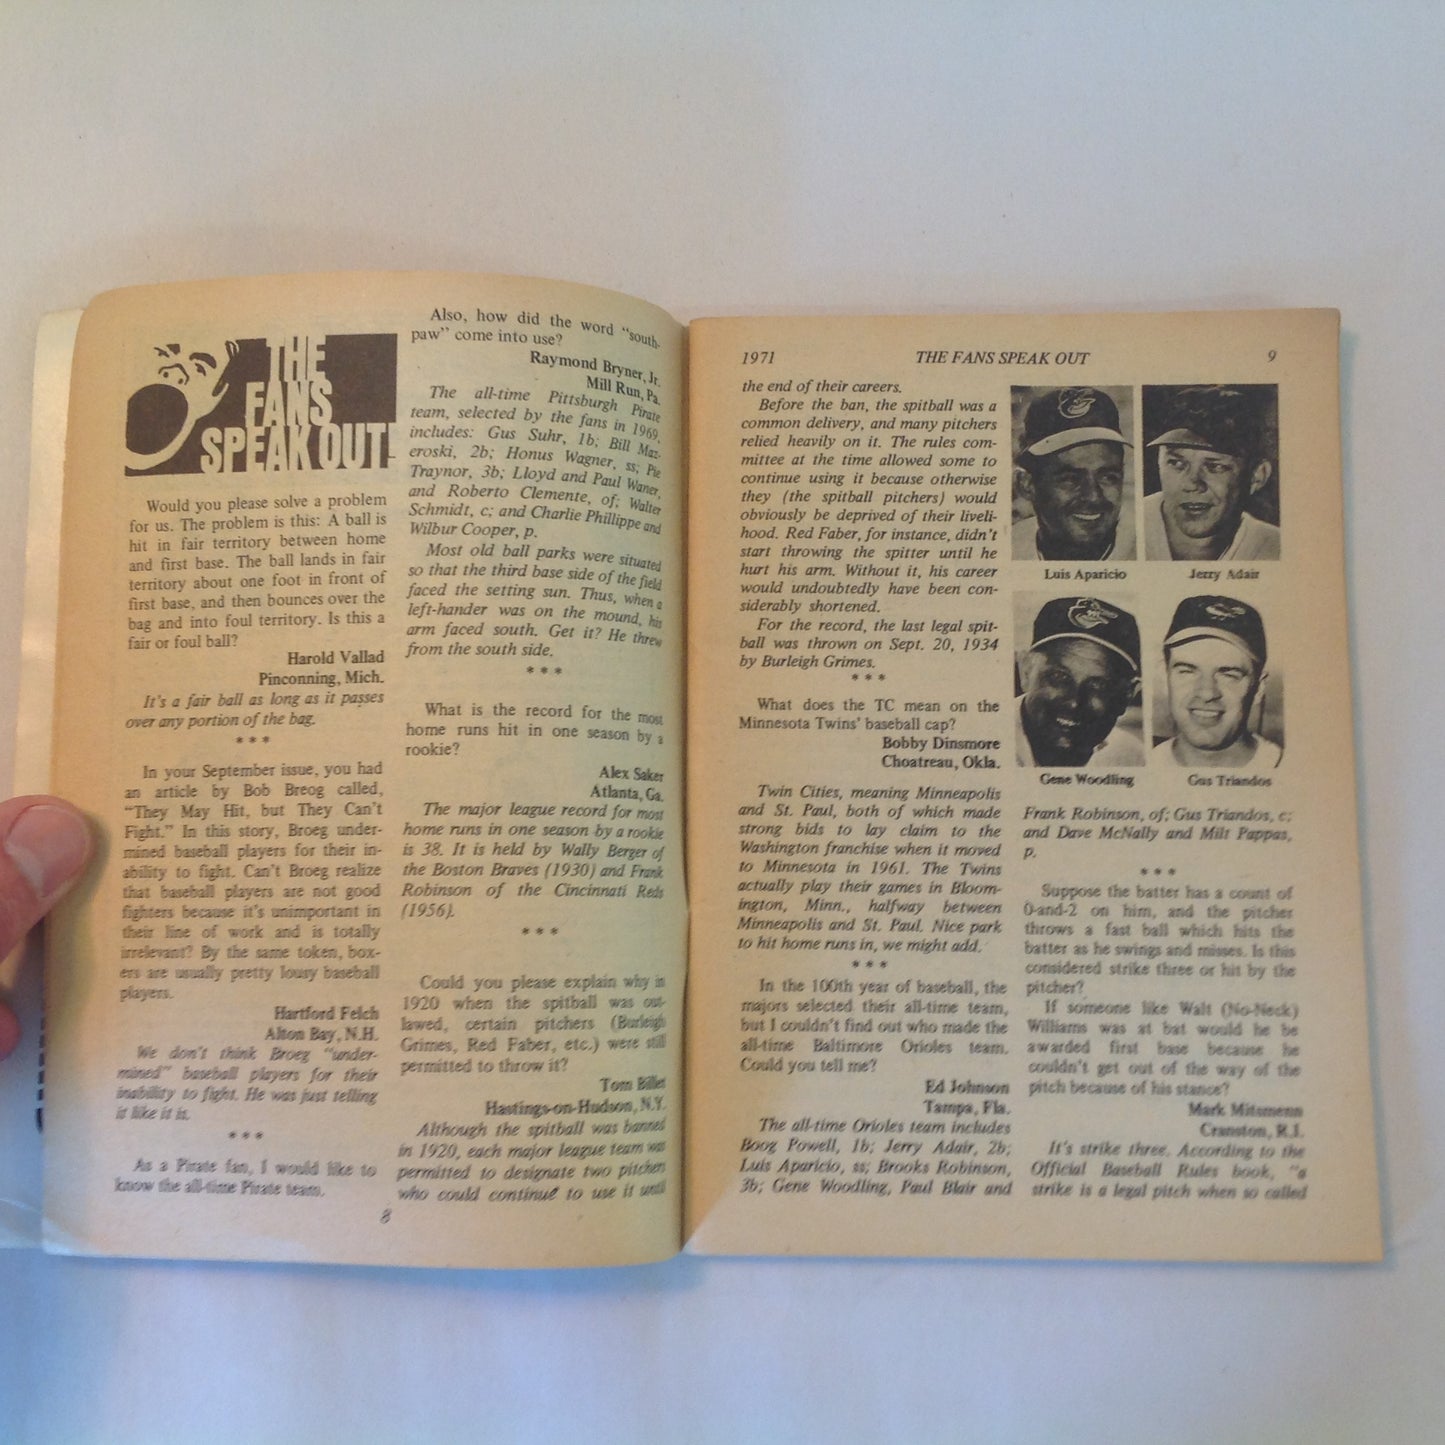 THE
FANS
SPEAK OUT!
Would you please solve a problem
for us. The problem is this: A ball is
hit in fair territory between home
and first base. The ball lands in fair
territory about one foot in front of
first base, and then bounces over the
bag and into foul territory. Is this a
fair or foul ball?
Harold Vallad
Pinconning, Mich.
It's a fair ball as long as it passes
over any portion of the bag.
* * *
In your September issue, you had
an article by Bob Breog called,
"They May Hit, but They Can't
Fight." In this story, Broeg under-
mined baseball players for their in-
ability to fight. Can't Broeg realize
that baseball players are not good
fighters because it's unimportant in
their line of work and is totally
irrelevant? By the same token, box-
ers are usually pretty lousy baseball
players.
Hartford Felch
Alton Bay, N.H.
We don't think Broeg "under-
mined" baseball players for their
inability to fight. He was just telling
it like it is.
* * *
As a Pirate fan, I would like to
know the all-time Pirate team.
8
Also, how did the word "south-
paw" come into use?
Raymond Bryner, Jr.
Mill Run, Pa.
The all-time Pittsburgh Pirate
team, selected by the fans in 1969,
includes: Gus Suhr, 1b; Bill Maz-
eroski, 2b; Honus Wagner, ss; Pie
Traynor, 3b; Lloyd and Paul Waner,
and Roberto Clemente, of; Walter
Schmidt, c; and Charlie Phillippe and
Wilbur Cooper, p.
Most old ball parks were situated
so that the third base side of the field
faced the setting sun. Thus, when a
left-hander was on the mound, his
arm faced south. Get it? He threw
from the south side.
* * *
What is the record for the most
home runs hit in one season by a
rookie?
Alex Saker
Atlanta, Ga.
The major league record for most
home runs in one season by a rookie
is 38. It is held by Wally Berger of
the Boston Braves (1930) and Frank
Robinson of the Cincinnati Reds
(1956).
* * *
Could you please explain why in
1920 when the spitball was out-
lawed, certain pitchers (Burleigh
Grimes, Red Faber, etc.) were still
permitted to throw it?
Tom Billet
Hastings-on-Hudson, N.Y.
Although the spitball was banned
in 1920, each major league team was
permitted to designate two pitchers
who could continue to use it until
1971 THE FANS SPEAK OUT 9
the end of their careers.
Before the ban, the spitball was a
common delivery, and many pitchers
relied heavily on it. The rules com-
mittee at the time allowed some to
continue using it because otherwise
they (the spitball pitchers) would
obviously be deprived of their liveli-
hood. Red Faber, for instance, didn't
start throwing the spitter until he
hurt his arm. Without it, his career
would undoubtedly have been con-
siderably shortened.
For the record, the last legal spit-
ball was thrown on Sept. 20, 1934
by Burleigh Grimes.
* * *
What does the TC mean on the
Minnesota Twins' baseball cap?
Bobby Dinsmore
Choatreau, Okla.
Twin Cities, meaning Minneapolis
and St. Paul, both of which made
strong bids to lay claim to the
Washington franchise when it moved
to Minnesota in 1961. The Twins
actually play their games in Bloom-
ington, Minn., halfway between
Minneapolis and St. Paul. Nice park
to hit home runs in, we might add.
* * *
In the 100th year of baseball, the
majors selected their all-time team,
but I couldn't find out who made the
all-time Baltimore Orioles team.
Could you tell me?
Ed Johnson
Tampa, Fla.
The all-time Orioles team includes
Boog Powell, 1b; Jerry Adair, 2b;
Luis Aparicio, ss; Brooks Robinson,
3b; Gene Woodling, Paul Blair and
Luis Aparicio Jerry Adair
Gene Woodling Gus Triandos
Frank Robinson, of; Gus Triandos, c;
and Dave McNally and Milt Pappas,
p.
* * *
Suppose the batter has a count of
0-and-2 on him, and the pitcher
throws a fast ball which hits the
batter as he swings and misses. Is this
considered strike three or hit by the
pitcher?
If someone like Walt (No-Neck)
Williams was at bat would he be
awarded first base because he
couldn't get out of the way of the
pitch because of his stance?
Mark Mitsmenn
Cranston, R.I.
It's strike three. According to the
Official Baseball Rules book, "a
strike is a legal pitch when so called